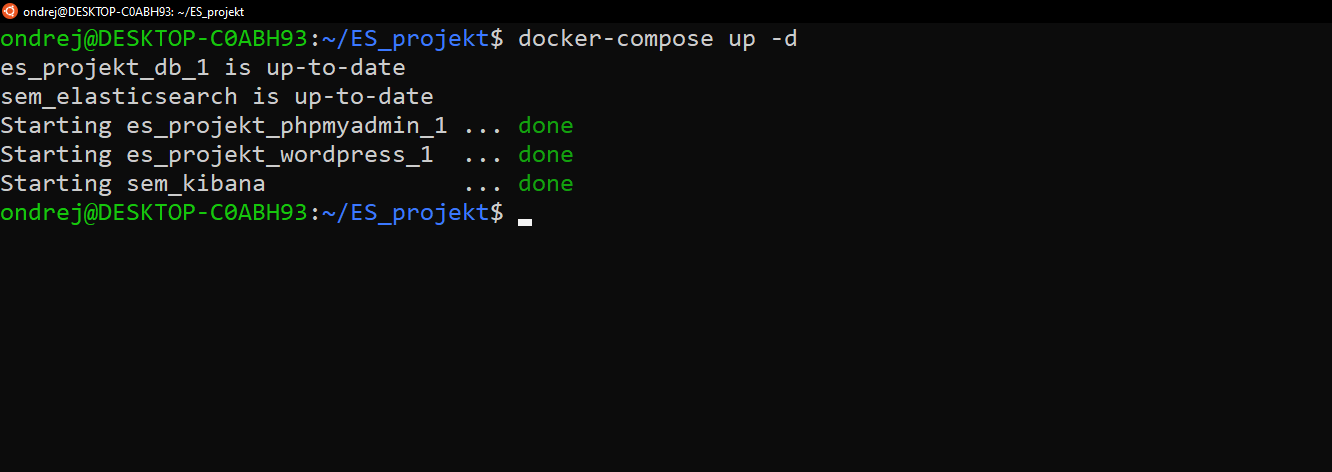 ondrej@DESKTOP-C0ABH93: ~/ES_projekt
ondrej@DESKTOP-C0ABH93:~/ES_projekt$ docker-compose up -d
es_projekt_db_1 is up-to-date
sem_elasticsearch is up-to-date
Starting es_projekt_phpmyadmin_1 ... done
Starting es_projekt_wordpress_1  ... done
Starting sem_kibana              ... done
ondrej@DESKTOP-C0ABH93:~/ES_projekt$